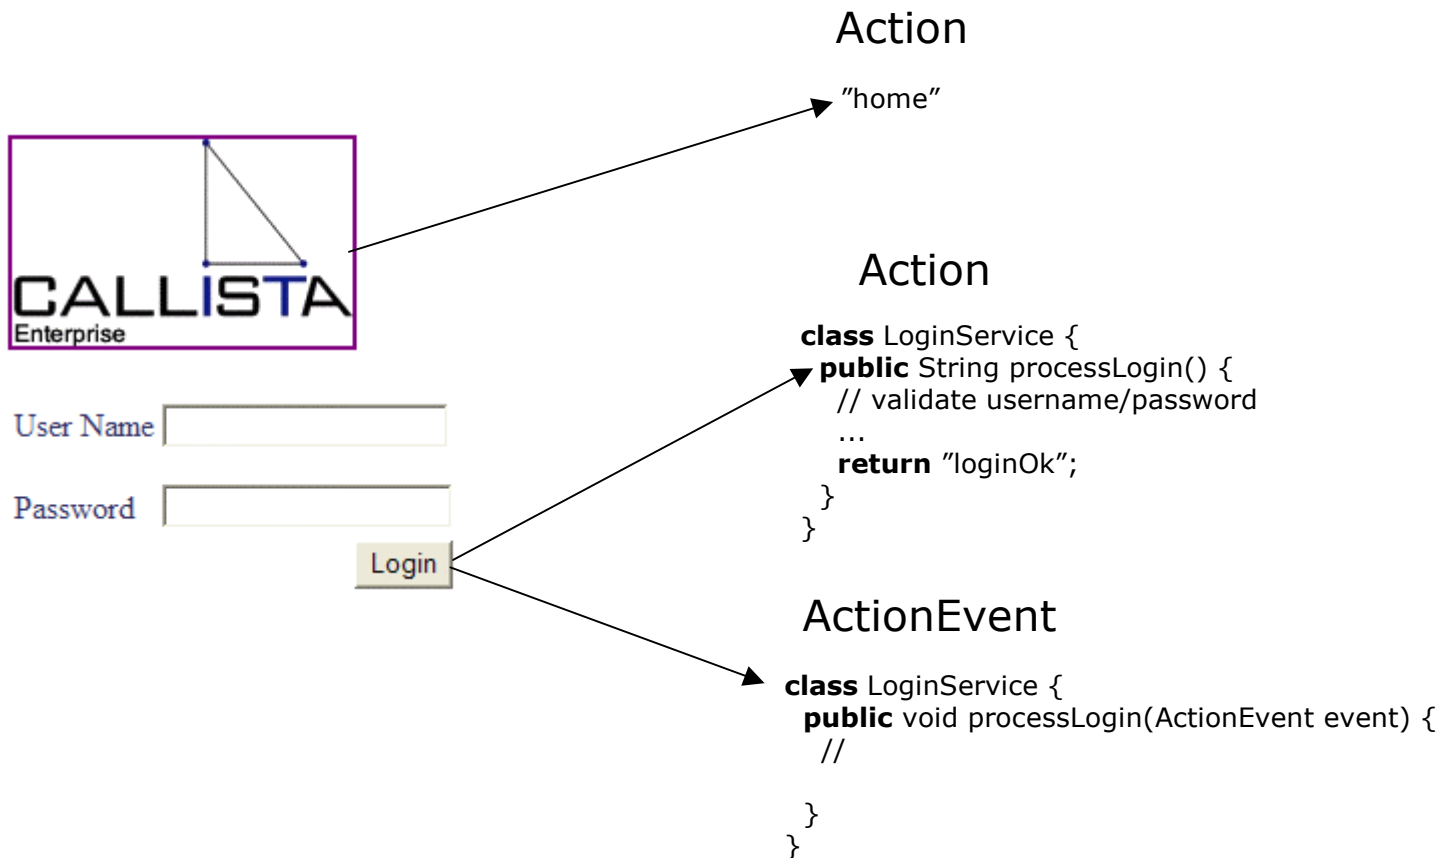 Action
”home”
CALLISTA
Enterprise
User Name
Password
Login
Action
class LoginService {
public String processLogin() {
// validate username/password
...
return ”loginOk”;
}
}
ActionEvent
class LoginService {
public void processLogin(ActionEvent event) {
//
}
}